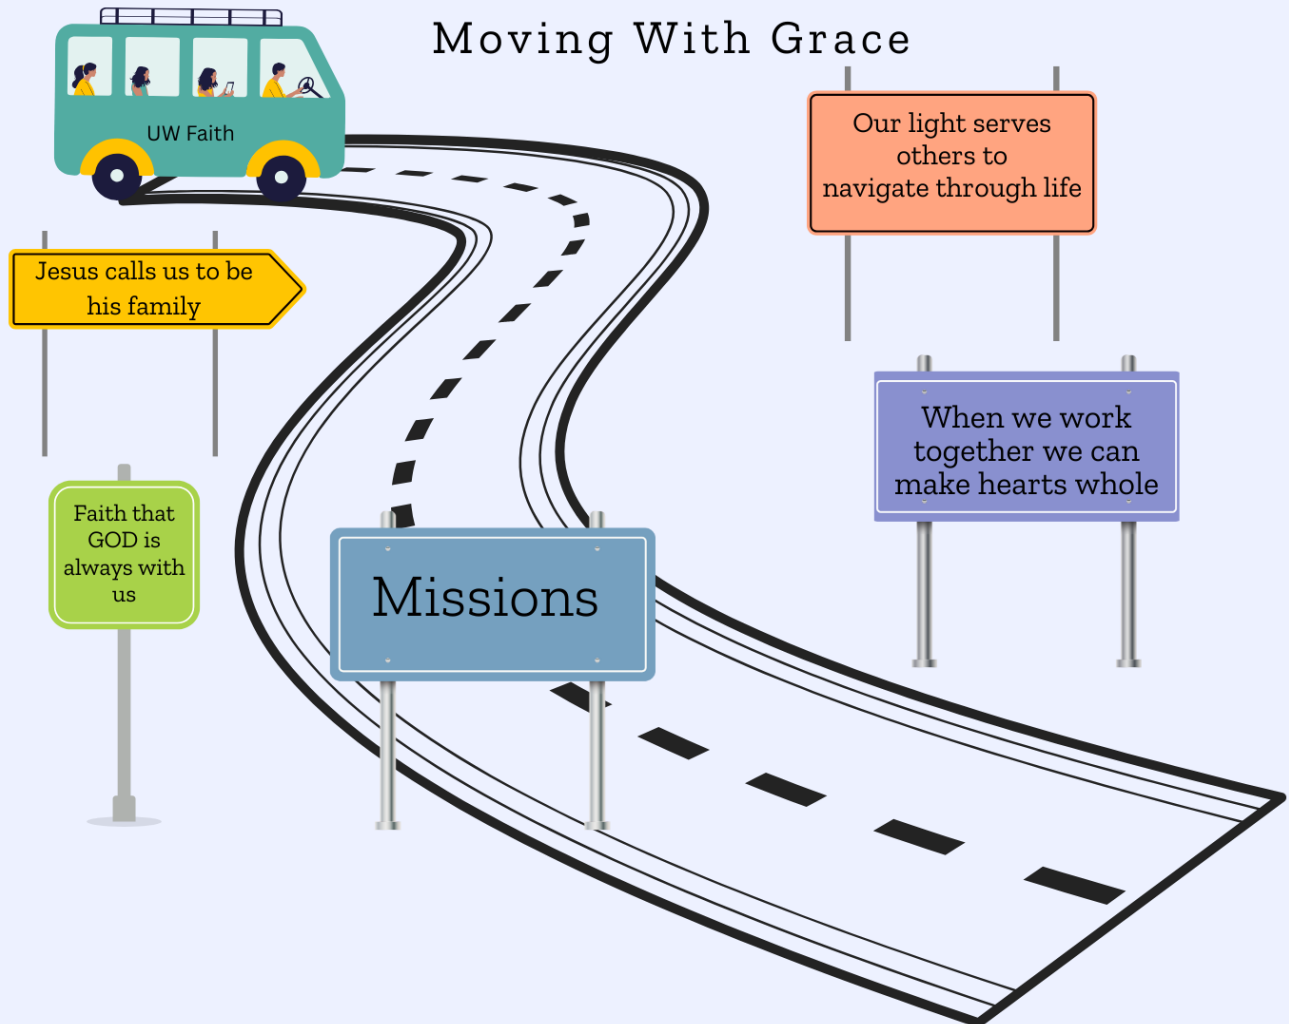 Moving With Grace
UW Faith
Our light serves
others to
navigate through life
Jesus calls us to be
his family
When we work
together we can
make hearts whole
Faith that
GOD is
always with
us
Missions